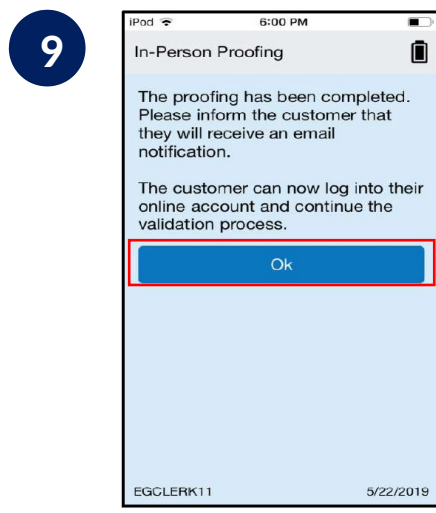 9
iPod 6:00 PM
In-Person Proofing
The proofing has been completed.
Please inform the customer that
they will receive an email
notification.
The customer can now log into their
online account and continue the
validation process.
Ok
EGCLERK11 5/22/2019